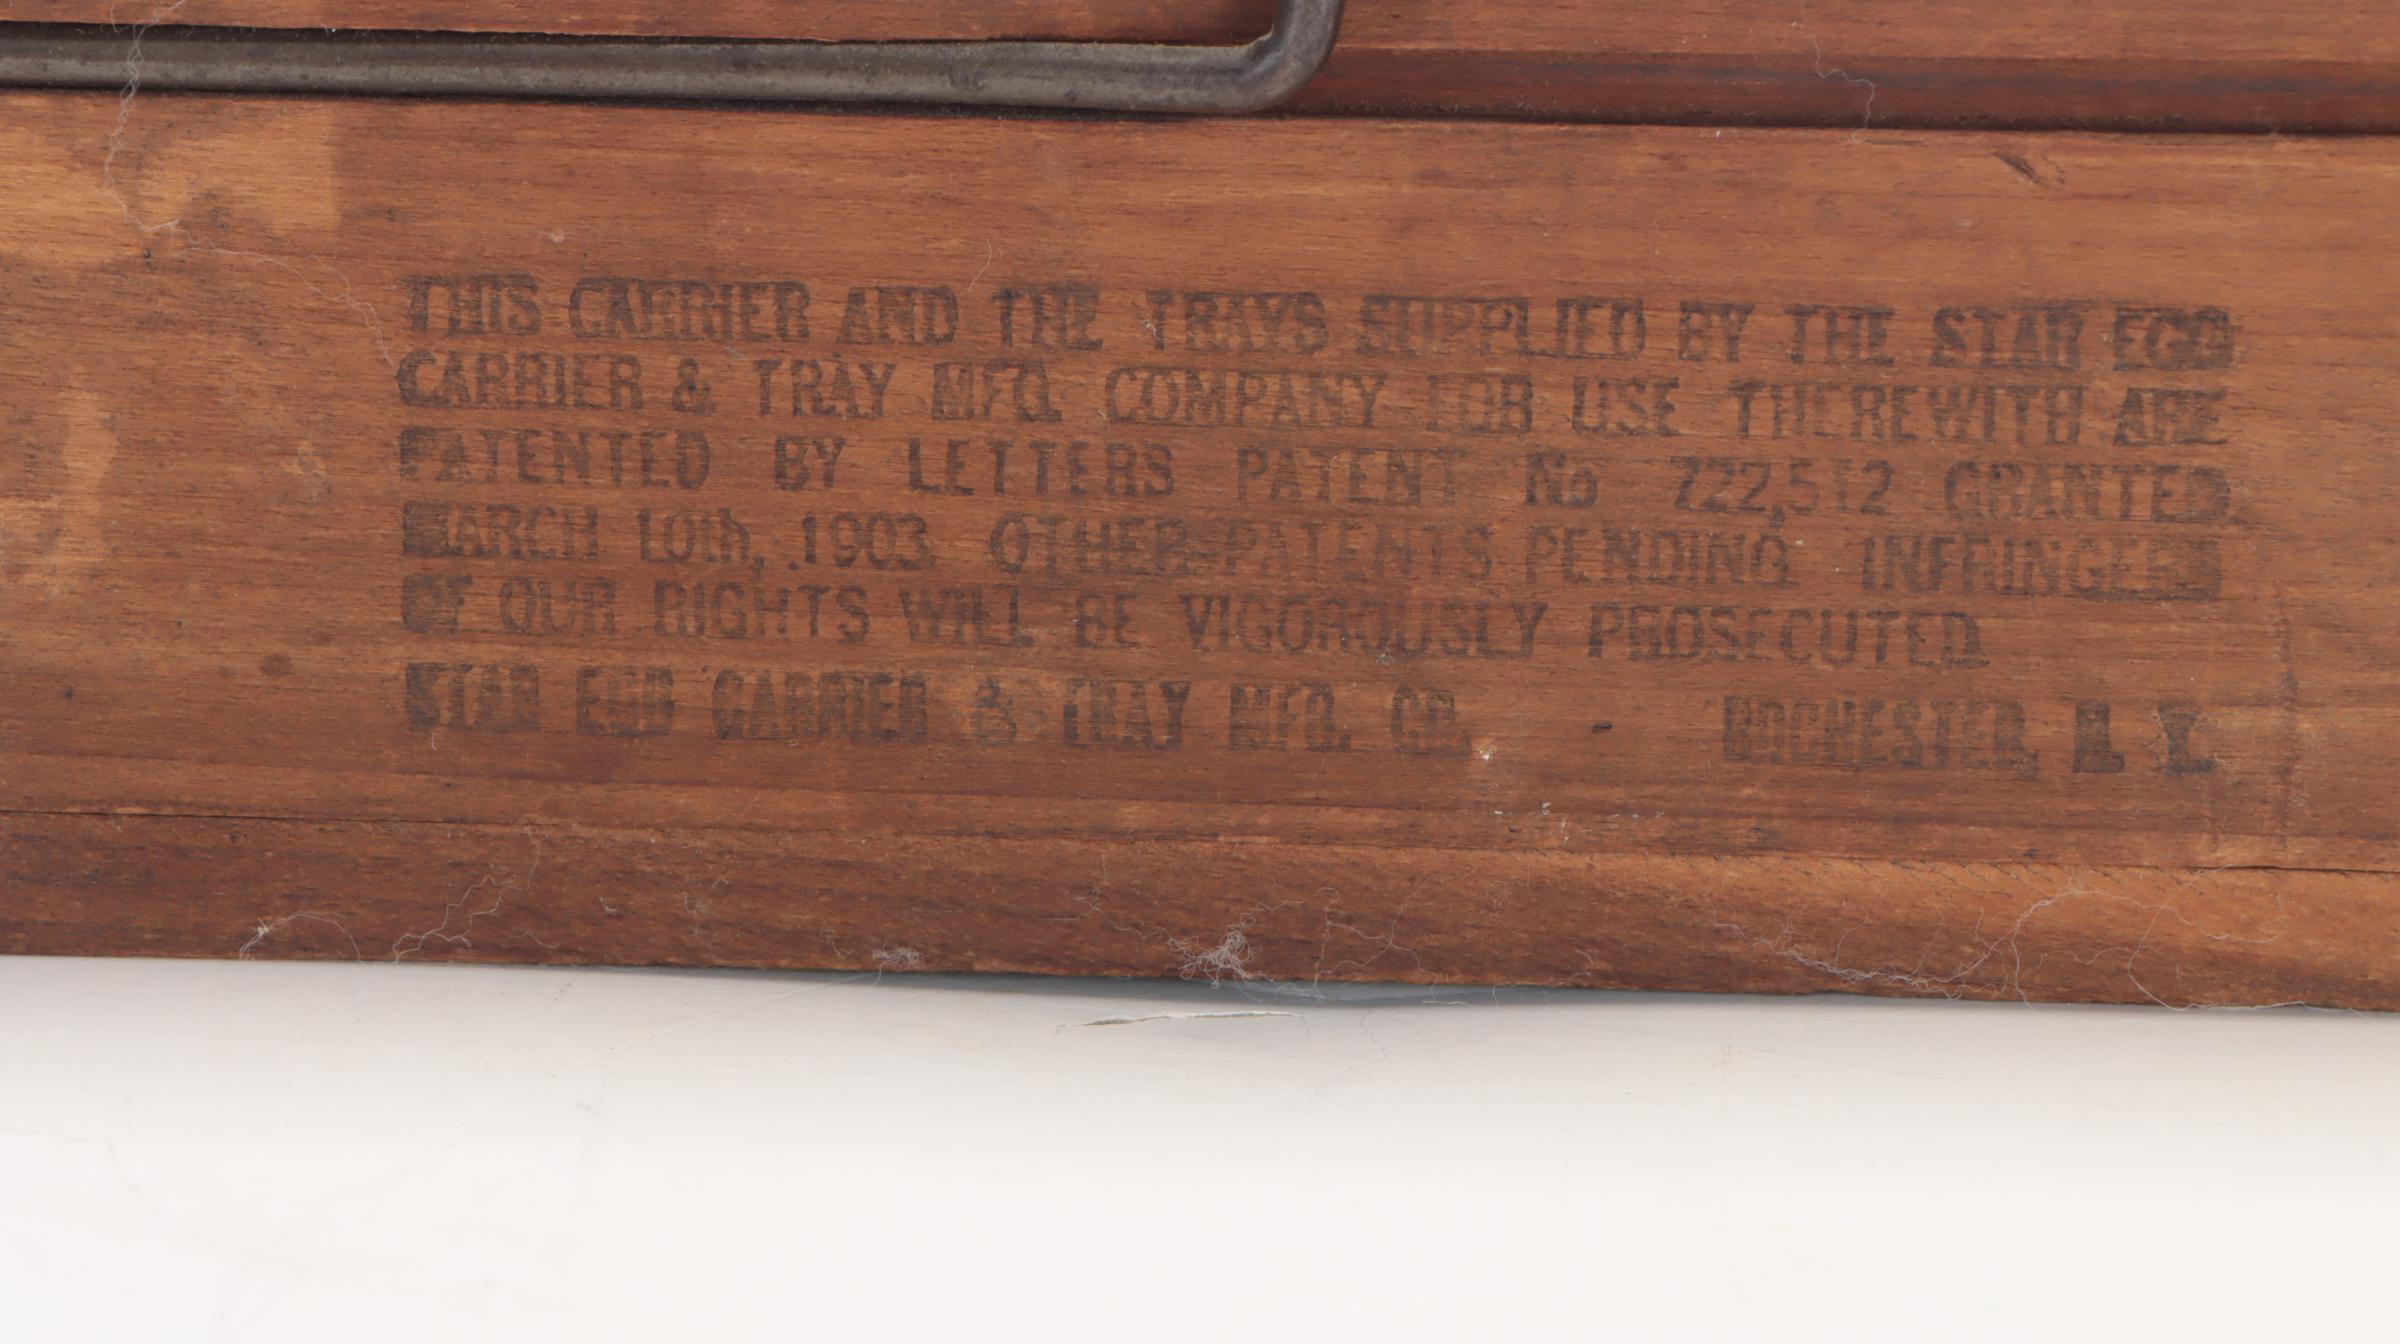 THIS CARRIER AND THE TRAYS SUPPLIED BY THE STAR EGG
CARRIER & TRAY MFG. COMPANY FOR USE THEREWITH ARE
PATENTED BY LETTERS PATENT No 722,512 GRANTED
MARCH 10th, 1903. OTHER PATENTS PENDING. INFRINGERS
OF OUR RIGHTS WILL BE VIGOROUSLY PROSECUTED.
STAR EGG CARRIER & TRAY MFG. CO. - ROCHESTER, N. Y.